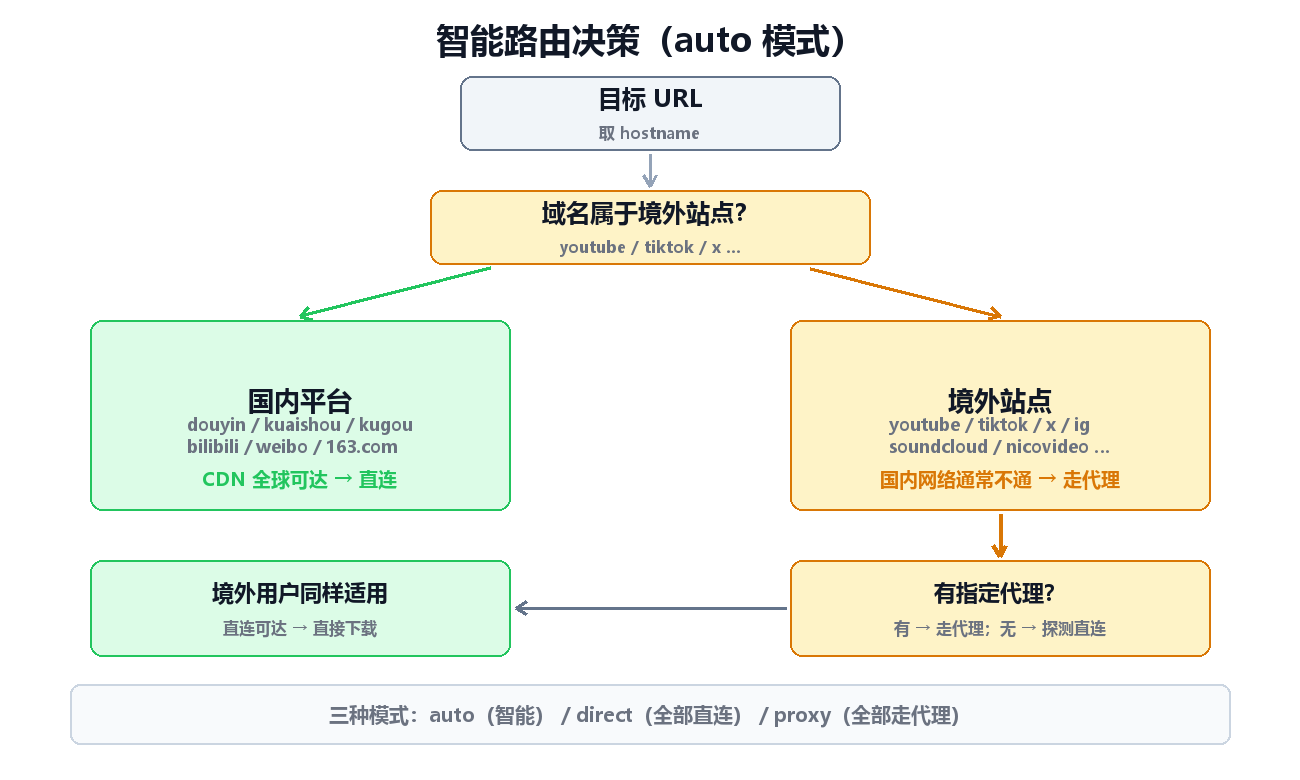 智能路由决策（auto 模式）
目标 URL
取 hostname
域名属于境外站点？
youtube / tiktok / x ...
国内平台
douyin / kuaishou / kugou
bilibili / weibo / 163.com
CDN 全球可达 → 直连
境外站点
youtube / tiktok / x / ig
soundcloud / nicovideo ...
国内网络通常不通 → 走代理
境外用户同样适用
直连可达 → 直接下载
有指定代理？
有 → 走代理；无 → 探测直连
三种模式：auto（智能） / direct（全部直连） / proxy（全部走代理）